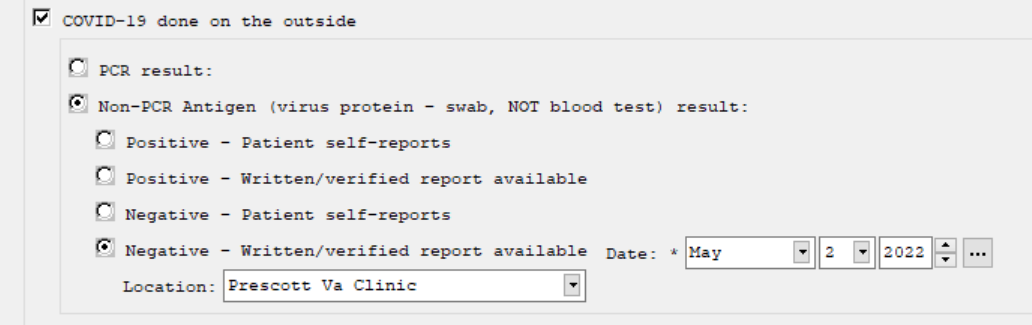 COVID-19 done on the outside
PCR result:
Non-PCR Antigen (virus protein - swab, NOT blood test) result:
Positive - Patient self-reports
Positive - Written/verified report available
Negative - Patient self-reports
Negative - Written/verified report available Date: * May 2 2022 ...
Location: Prescott Va Clinic